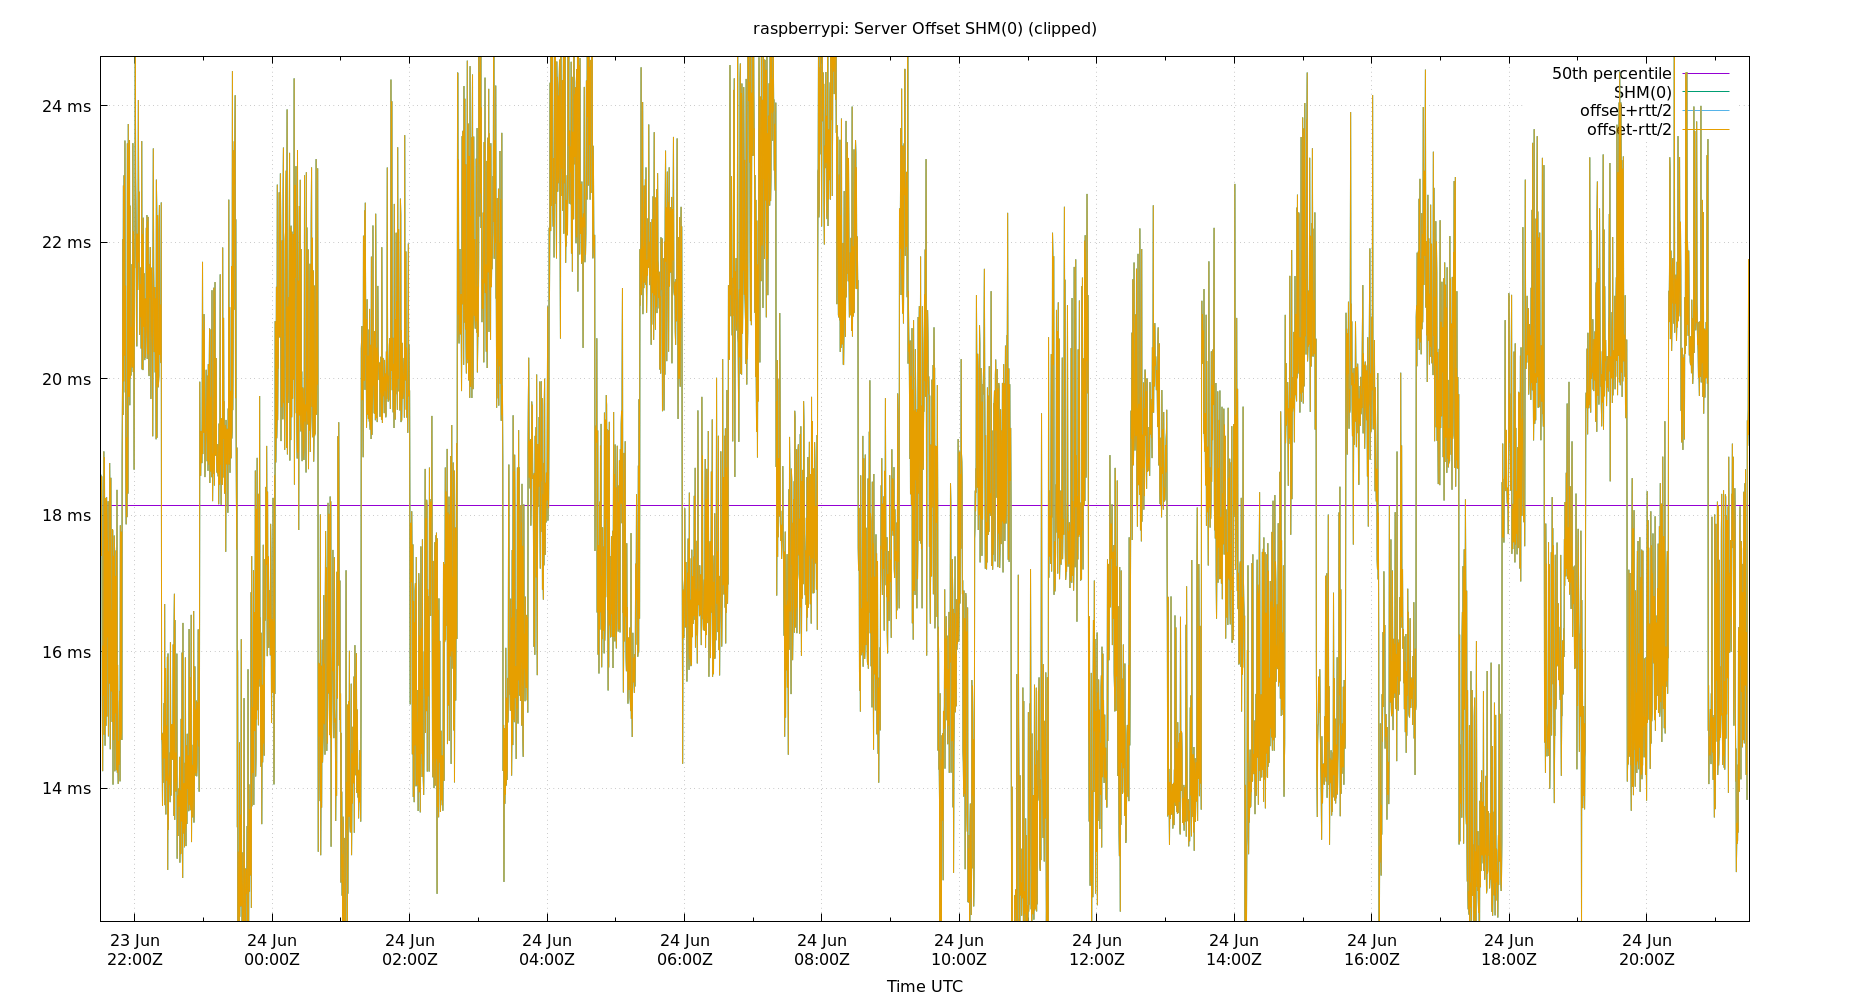 raspberrypi: Server Offset SHM(0) (clipped)
50th percentile
SHM(0)
offset+rtt/2
offset-rtt/2
24 ms
22 ms
20 ms
18 ms
16 ms
14 ms
23 Jun 24 Jun 24 Jun 24 Jun 24 Jun 24 Jun 24 Jun 24 Jun 24 Jun 24 Jun 24 Jun 24 Jun
22:00Z 00:00Z 02:00Z 04:00Z 06:00Z 08:00Z 10:00Z 12:00Z 14:00Z 16:00Z 18:00Z 20:00Z
Time UTC